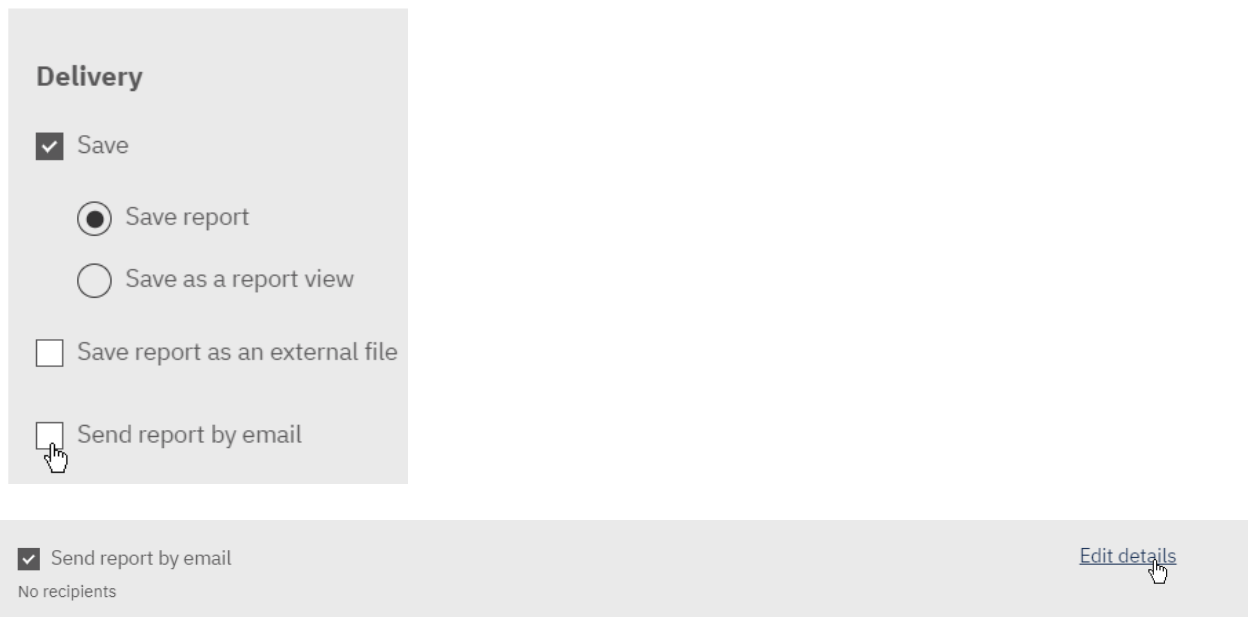 Delivery
Save
Save report
Save as a report view
Save report as an external file
Send report by email
Send report by email
Edit details
No recipients